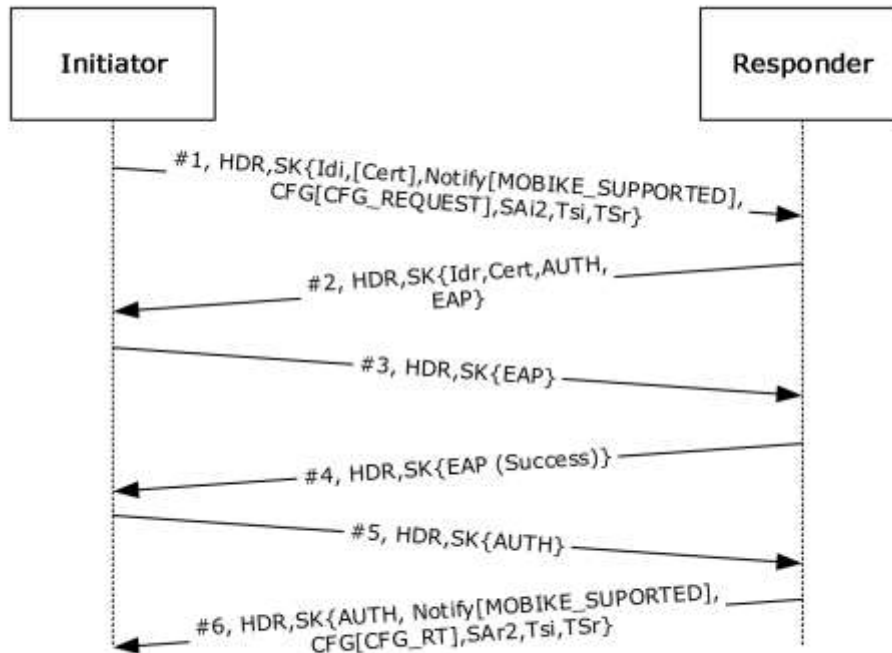 Initiator
Responder
#1, HDR,SK{Idi,[Cert],Notify[MOBIKE_SUPPORTED],
CFG[CFG_REQUEST],SAi2,Tsi,TSr}
#2, HDR,SK{Idr,Cert,AUTH,
EAP}
#3, HDR,SK{EAP}
#4, HDR,SK{EAP (Success)}
#5, HDR,SK{AUTH}
#6, HDR,SK{AUTH, Notify[MOBIKE_SUPORTED],
CFG[CFG_RT],SAr2,Tsi,TSr}